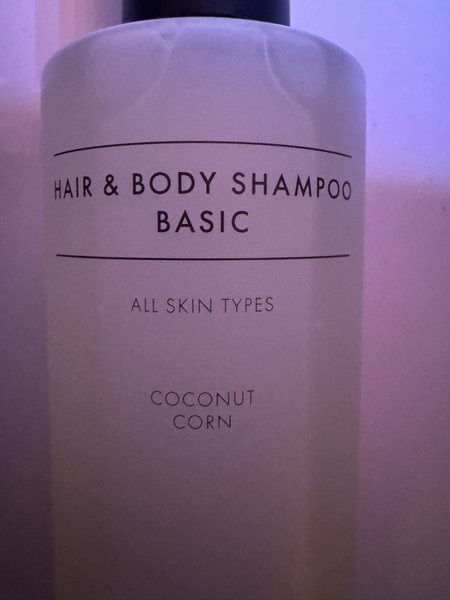 HAIR & BODY SHAMPOO
BASIC
ALL SKIN TYPES
COCONUT
CORN